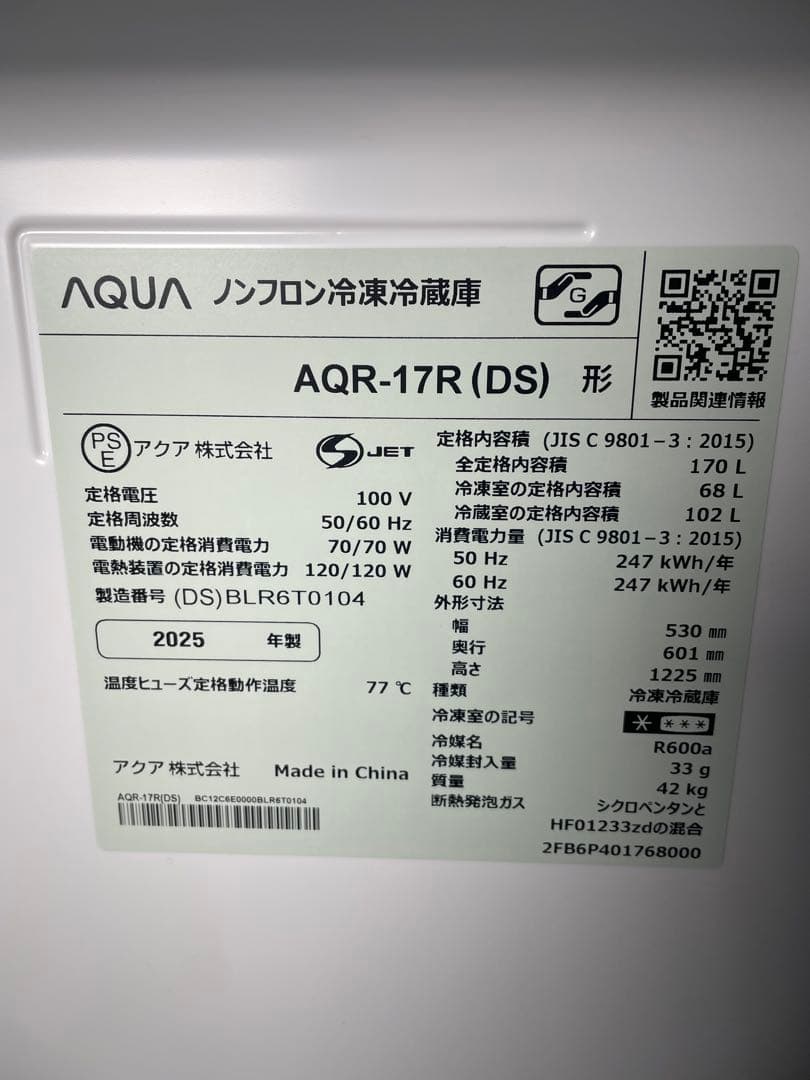 AQUA ノンフロン冷凍冷蔵庫
G
AQR-17R(DS) 形
製品関連情報
PS
E
アクア 株式会社
S JET
定格電圧 100 V
定格周波数 50/60 Hz
電動機の定格消費電力 70/70 W
電熱装置の定格消費電力 120/120 W
製造番号 (DS)BLR6T0104
2025 年製
温度ヒューズ定格動作温度 77 ℃
アクア 株式会社 Made in China
AQR-17R(DS) BC12C6E0000BLR6T0104
定格内容積 (JIS C 9801−3：2015)
全定格内容積 170 L
冷凍室の定格内容積 68 L
冷蔵室の定格内容積 102 L
消費電力量 (JIS C 9801−3：2015)
50 Hz 247 kWh/年
60 Hz 247 kWh/年
外形寸法
幅 530 ㎜
奥行 601 ㎜
高さ 1225 ㎜
種類 冷凍冷蔵庫
冷凍室の記号 * ***
冷媒名 R600a
冷媒封入量 33 g
質量 42 kg
断熱発泡ガス シクロペンタンと
HFO1233zdの混合
2FB6P401768000